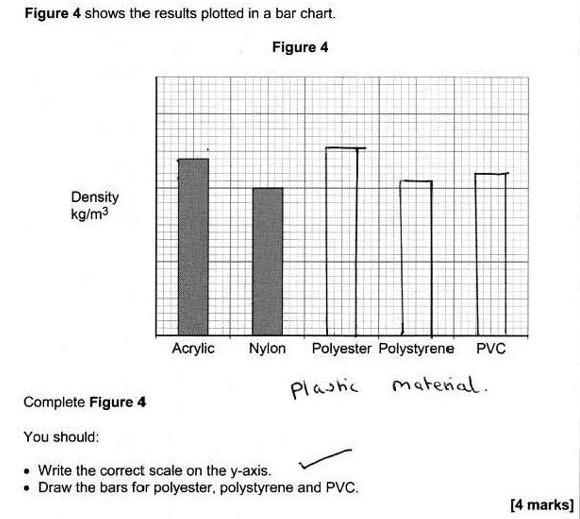 Figure 4 shows the results plotted in a bar chart.
Figure 4
Density
kg/m³
Acrylic Nylon Polyester Polystyrene PVC
Plastic material.
Complete Figure 4
You should:
• Write the correct scale on the y-axis.
• Draw the bars for polyester, polystyrene and PVC.
[4 marks]